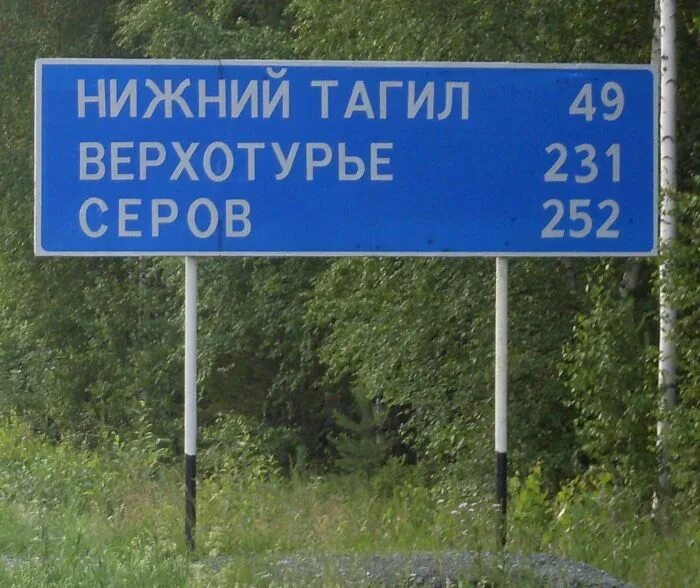 НИЖНИЙ ТАГИЛ 49
ВЕРХОТУРЬЕ 231
СЕРОВ 252